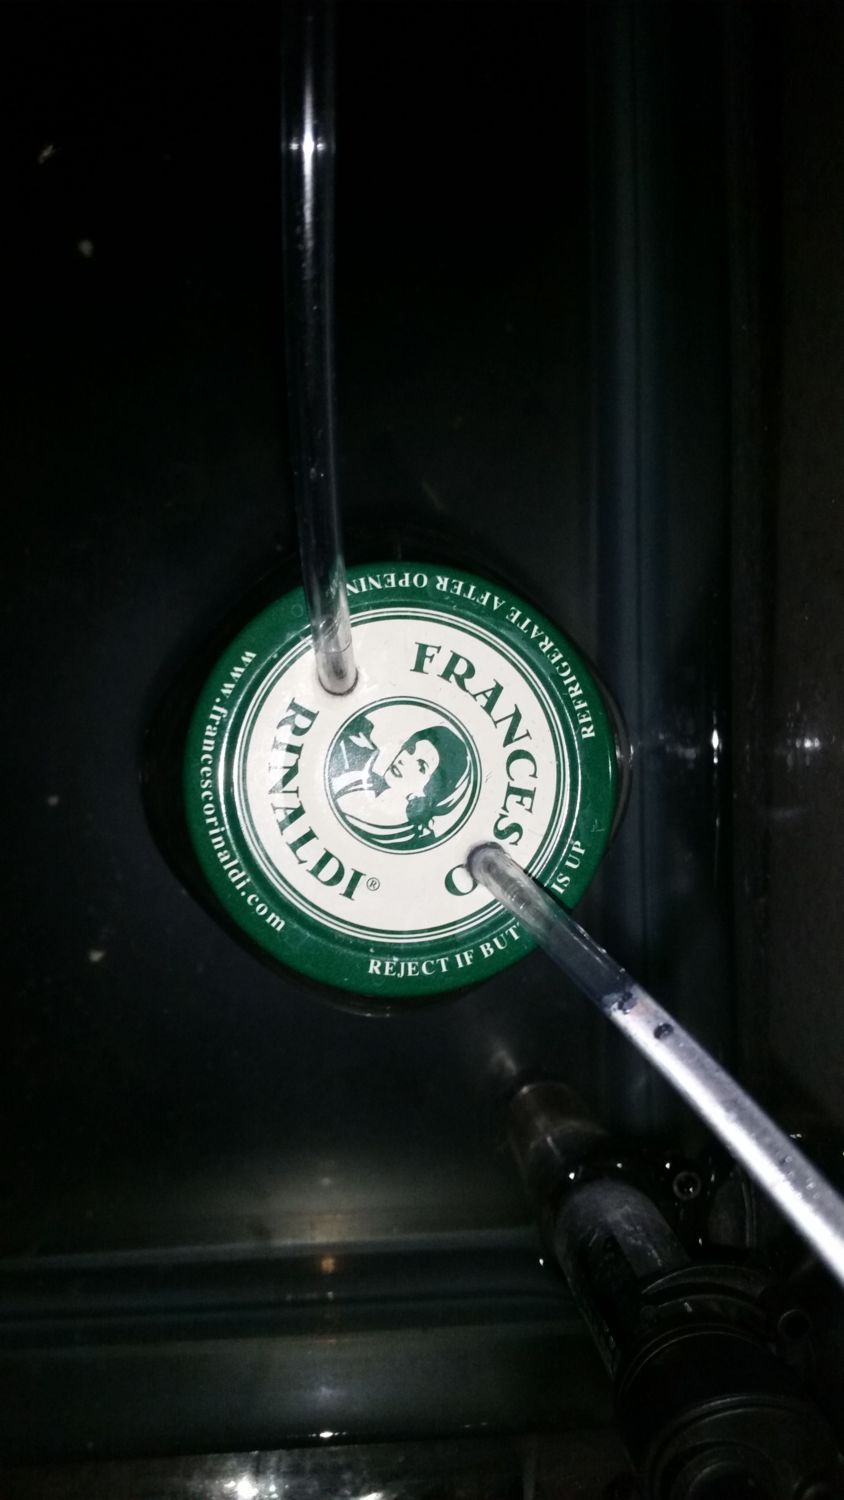 FRANCES O
RINALDI®
REFRIGERATE AFTER OPENIN
www.francescorinaldi.com
REJECT IF BUT IS UP